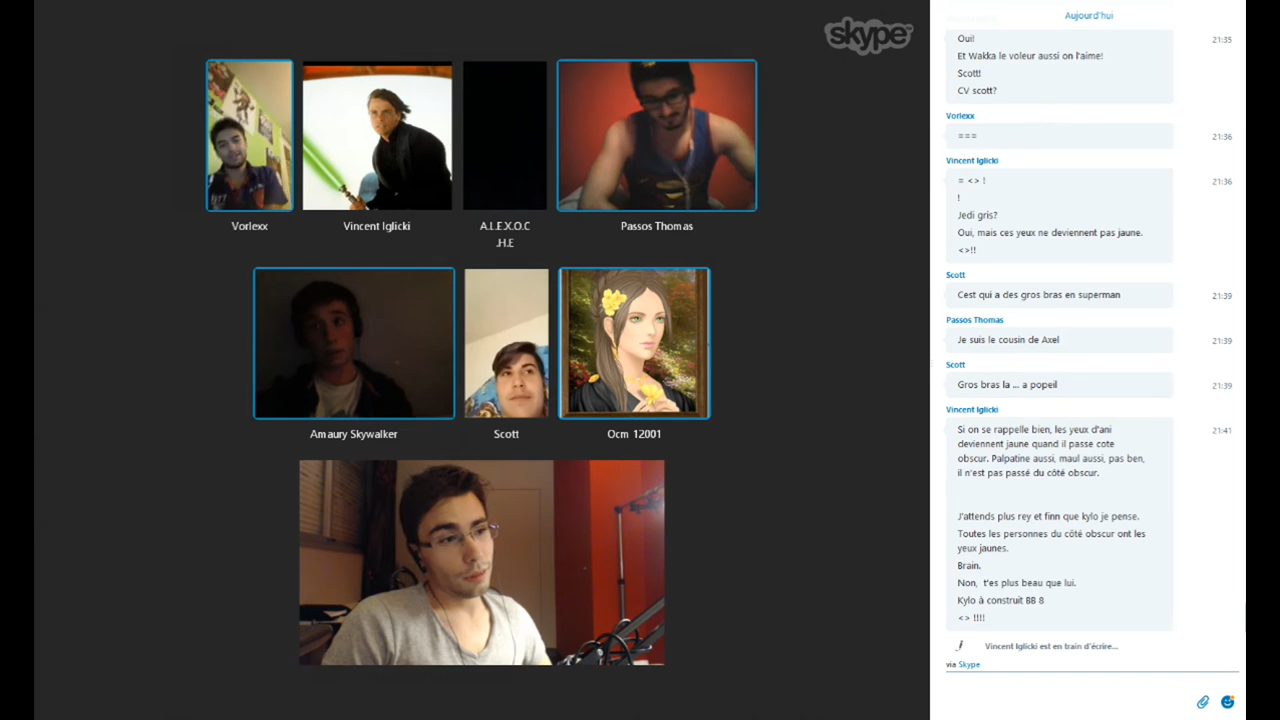 skype
Vorlexx
Vincent Iglicki
A.L.E.X.O.C
.H.E
Passos Thomas
Amaury Skywalker
Scott
Ocm 12001
Aujourd'hui
Oui!
21:35
Et Wakka le voleur aussi on l'aime!
Scott!
CV scott?
Vorlexx
===
21:36
Vincent Iglicki
= <> !
21:36
!
Jedi gris?
Oui, mais ces yeux ne deviennent pas jaune.
<>!!
Scott
Cest qui a des gros bras en superman
21:39
Passos Thomas
Je suis le cousin de Axel
21:39
Scott
Gros bras la ... a popeil
21:39
Vincent Iglicki
Si on se rappelle bien, les yeux d'ani
21:41
deviennent jaune quand il passe cote
obscur. Palpatine aussi, maul aussi, pas ben,
il n'est pas passé du côté obscur.
J'attends plus rey et finn que kylo je pense.
Toutes les personnes du côté obscur ont les
yeux jaunes.
Brain.
Non, t'es plus beau que lui.
Kylo à construit BB 8
<> !!!!
Vincent Iglicki est en train d'écrire...
via Skype